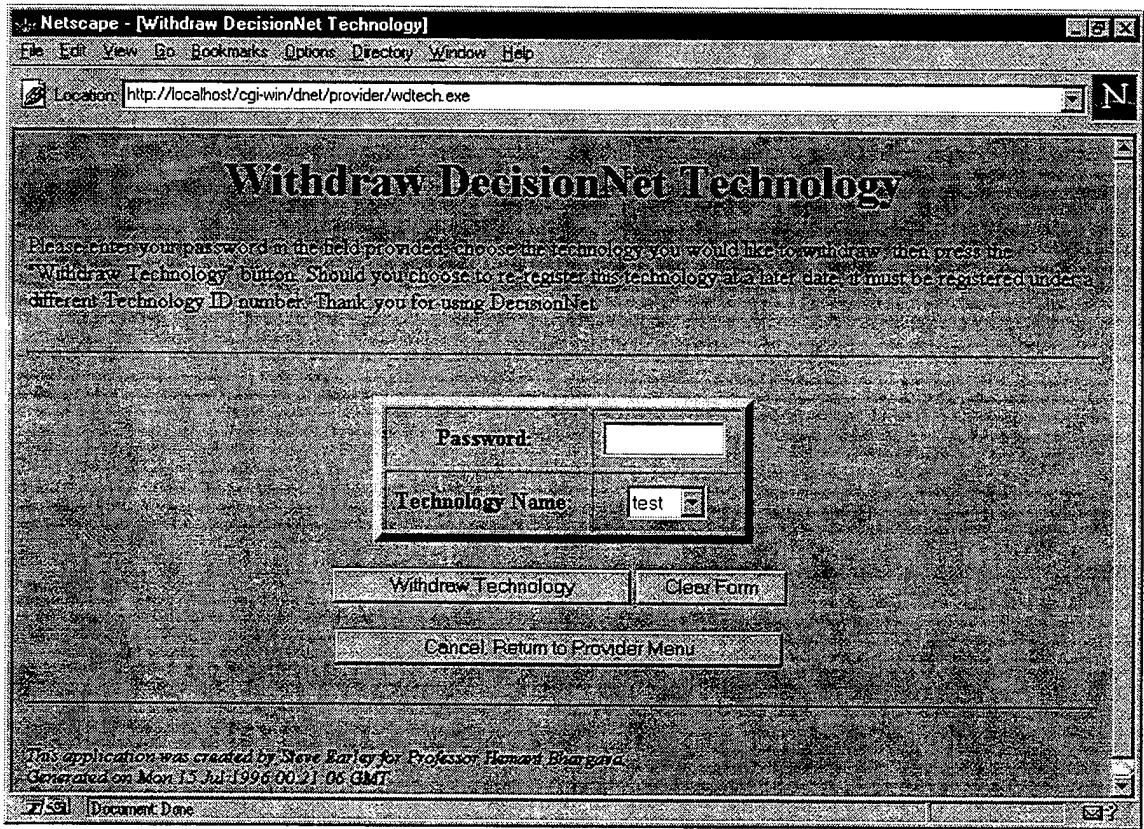 Netscape - [Withdraw DecisionNet Technology]
File Edit View Go Bookmarks Options Directory Window Help
Location: http://localhost/cgi-win/dnet/provider/wdtech.exe
N
Withdraw DecisionNet Technology
Please enter your password in the field provided, choose the technology you would like to withdraw, then press the
"Withdraw Technology" button. Should you choose to re-register this technology at a later date, it must be registered under a
different Technology ID number. Thank you for using DecisionNet.
Password:
Technology Name: test
Withdraw Technology Clear Form
Cancel, Return to Provider Menu
This application was created by Steve Earley for Professor Hemant Bhargava.
Generated on Mon 15 Jul 1996 00:21:06 GMT
Document: Done